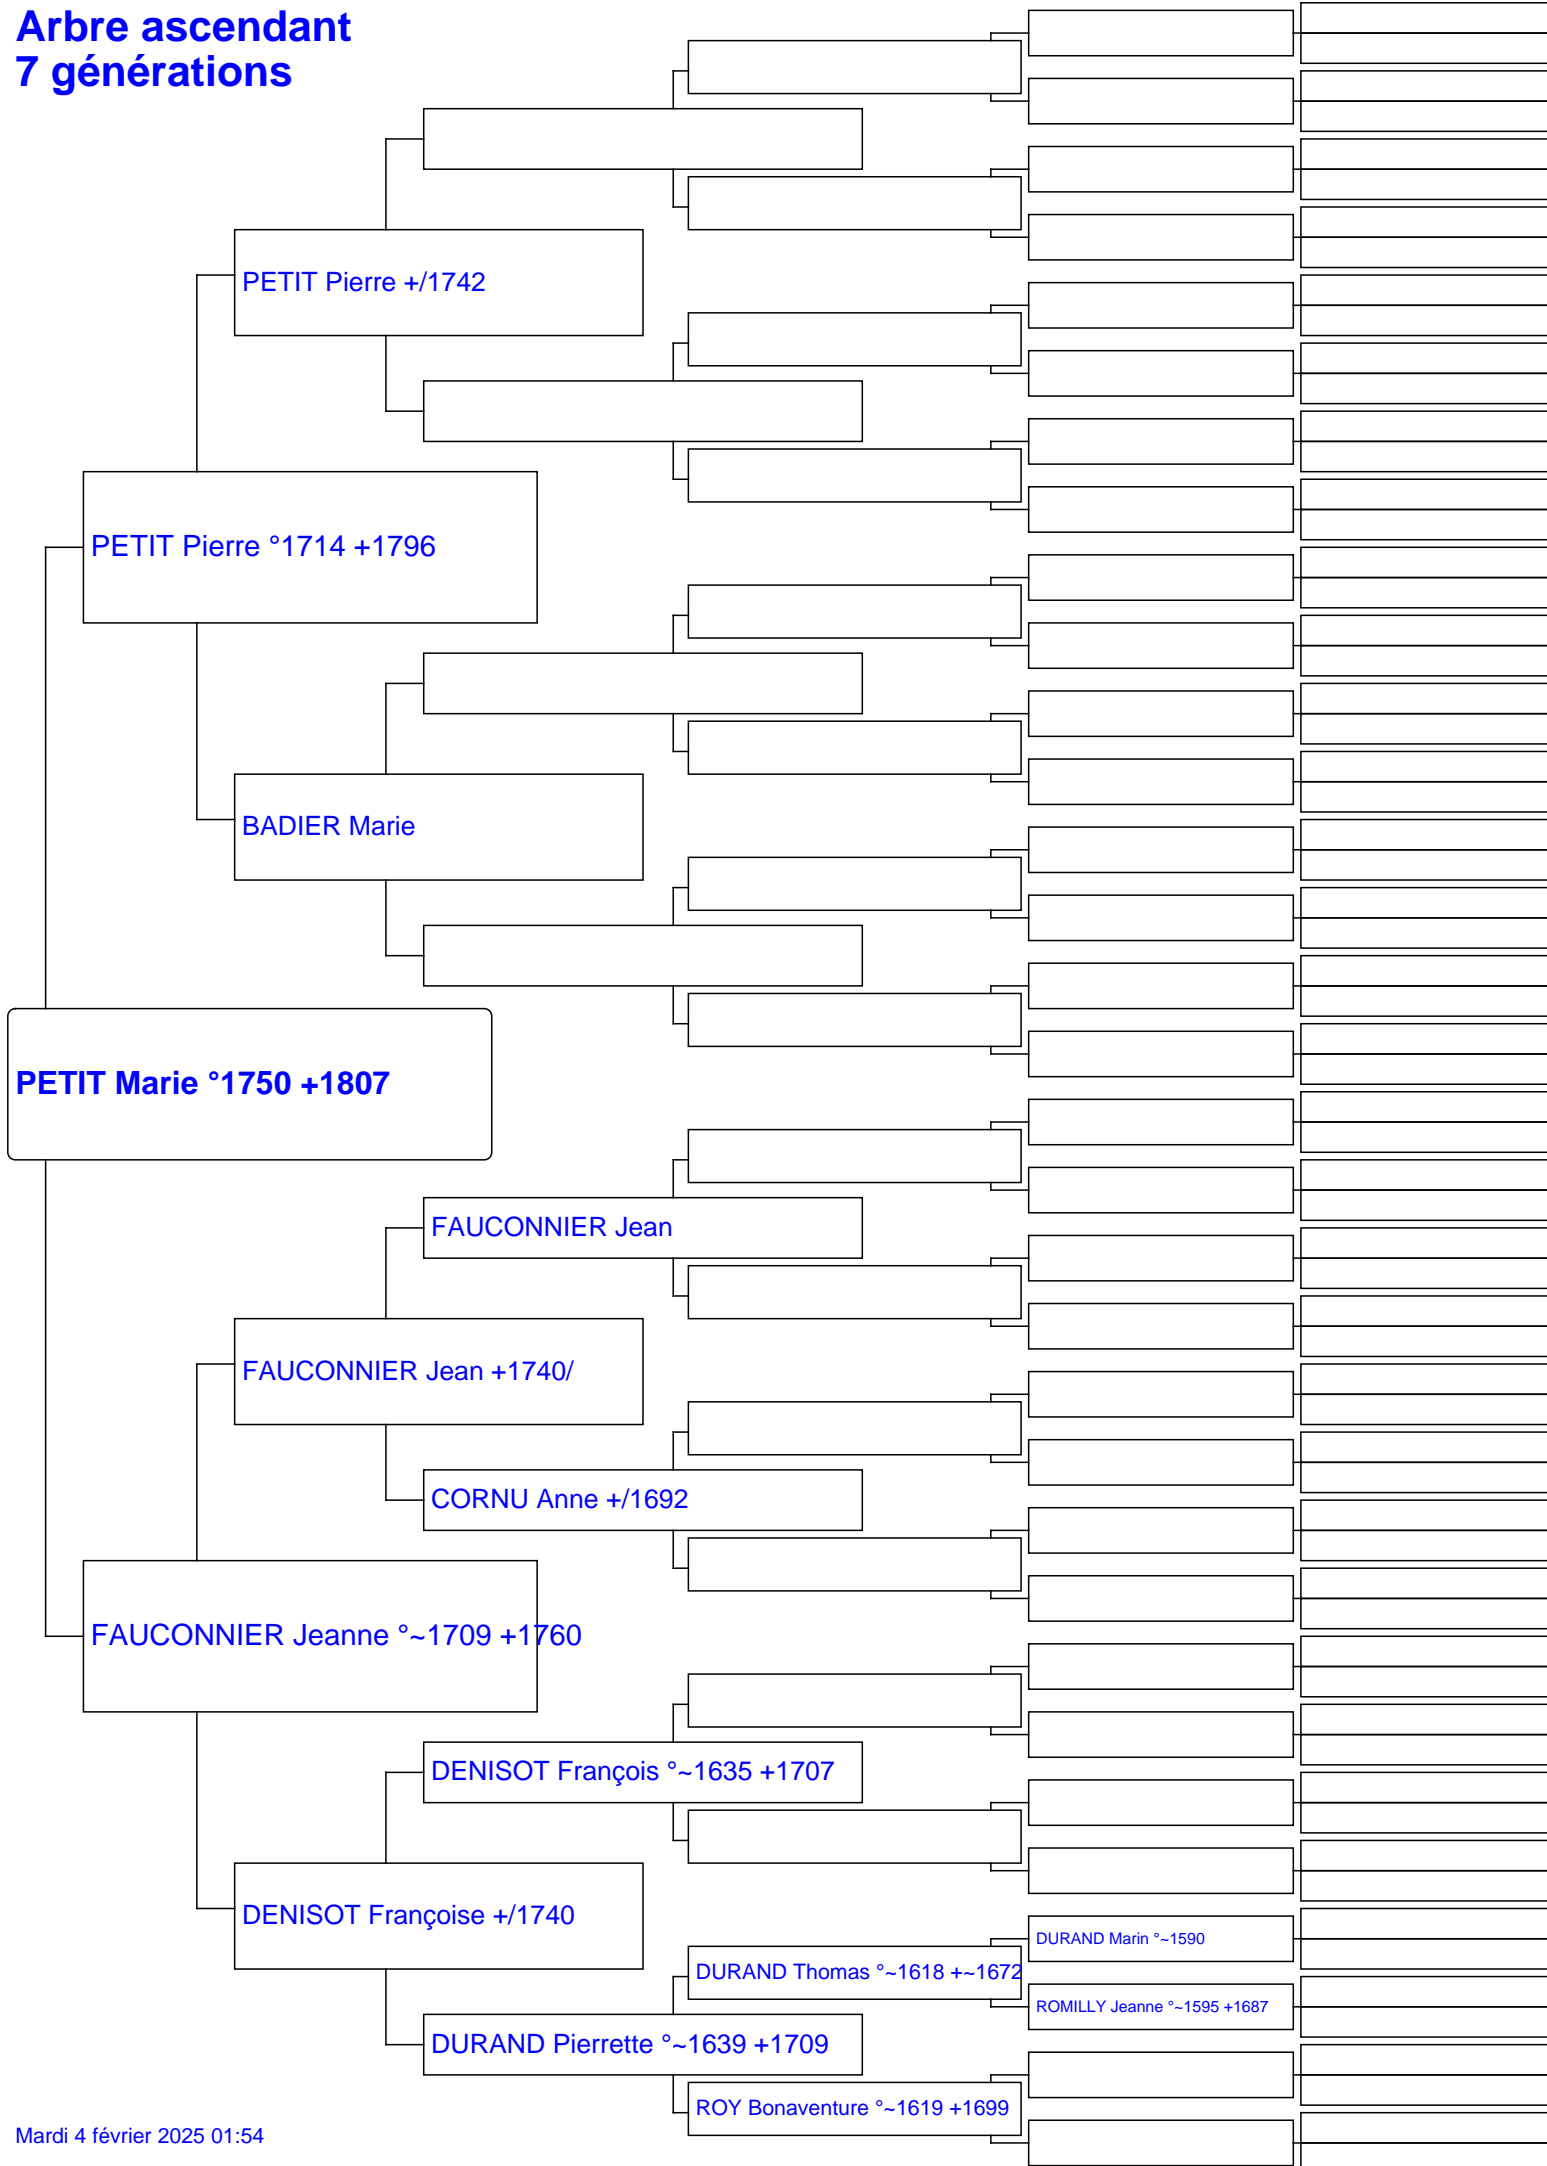 Arbre ascendant
7 générations
PETIT Pierre +/1742
PETIT Pierre °1714 +1796
BADIER Marie
PETIT Marie °1750 +1807
FAUCONNIER Jean
FAUCONNIER Jean +1740/
CORNU Anne +/1692
FAUCONNIER Jeanne °~1709 +1760
DENISOT François °~1635 +1707
DENISOT Françoise +/1740
DURAND Marin °~1590
DURAND Thomas °~1618 +~1672
ROMILLY Jeanne °~1595 +1687
DURAND Pierrette °~1639 +1709
ROY Bonaventure °~1619 +1699
Mardi 4 février 2025 01:54